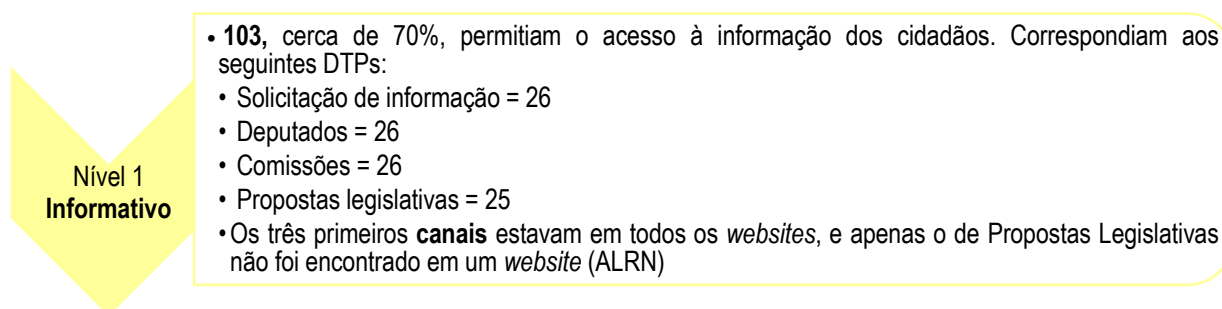 • 103, cerca de 70%, permitiam o acesso à informação dos cidadãos. Correspondiam aos
seguintes DTPs:
• Solicitação de informação = 26
• Deputados = 26
• Comissões = 26
• Propostas legislativas = 25
• Os três primeiros canais estavam em todos os websites, e apenas o de Propostas Legislativas
não foi encontrado em um website (ALRN)
Nível 1
Informativo